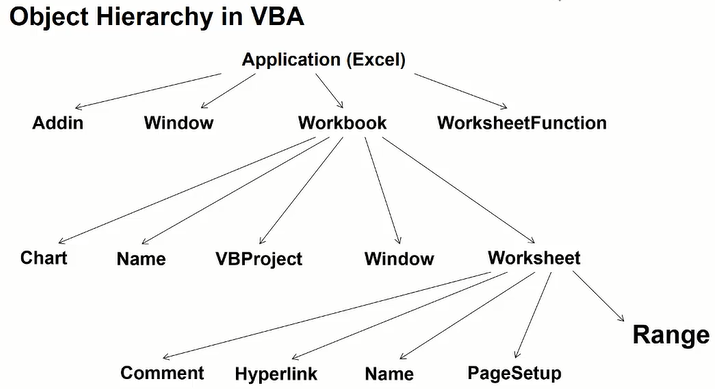 Object Hierarchy in VBA
Application (Excel)
Addin Window Workbook WorksheetFunction
Chart Name VBProject Window Worksheet
Range
Comment Hyperlink Name PageSetup